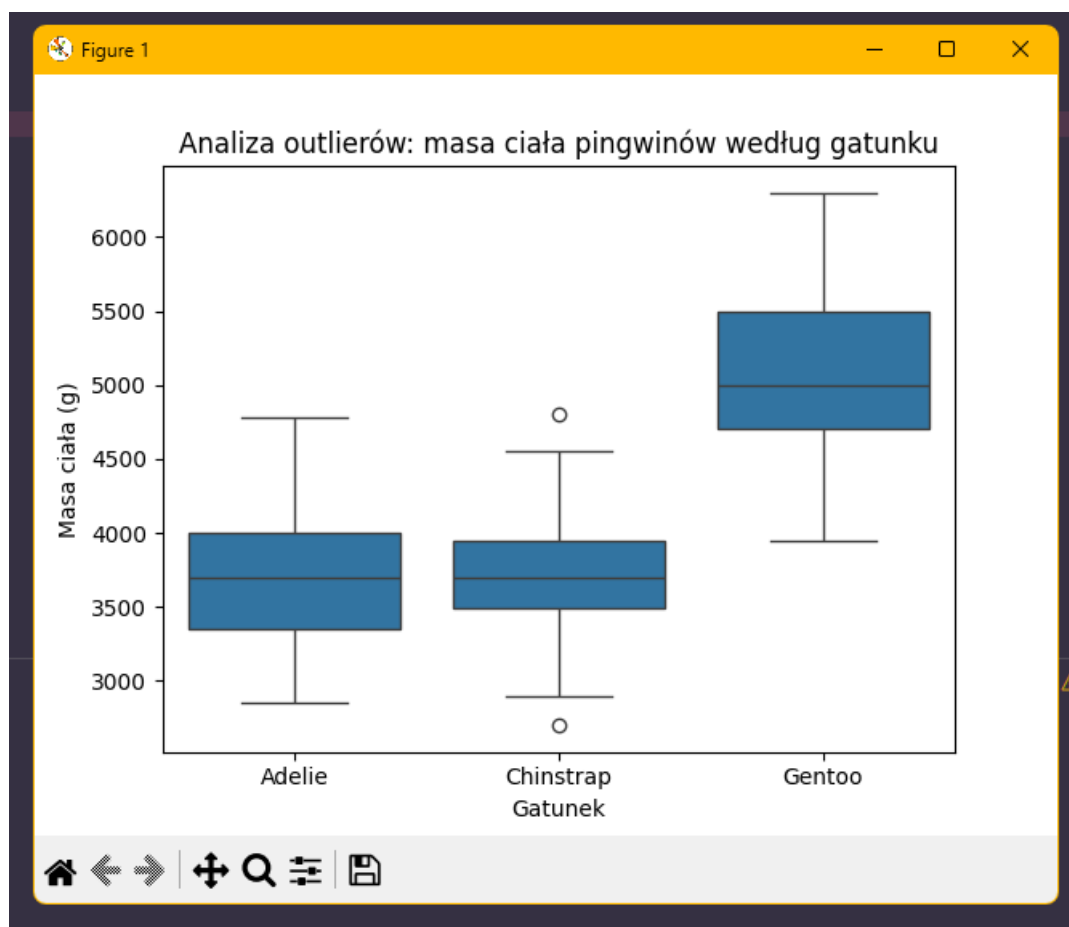 Figure 1
Analiza outlierów: masa ciała pingwinów według gatunku
Masa ciała (g)
6000
5500
5000
4500
4000
3500
3000
Adelie
Chinstrap
Gentoo
Gatunek